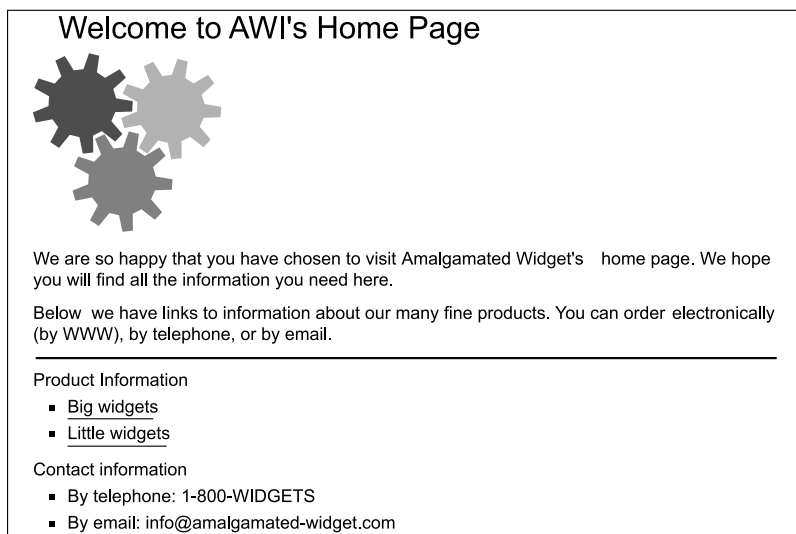 Welcome to AWI's Home Page
We are so happy that you have chosen to visit Amalgamated Widget's home page. We hope
you will find all the information you need here.
Below we have links to information about our many fine products. You can order electronically
(by WWW), by telephone, or by email.
Product Information
Big widgets
Little widgets
Contact information
By telephone: 1-800-WIDGETS
By email: info@amalgamated-widget.com